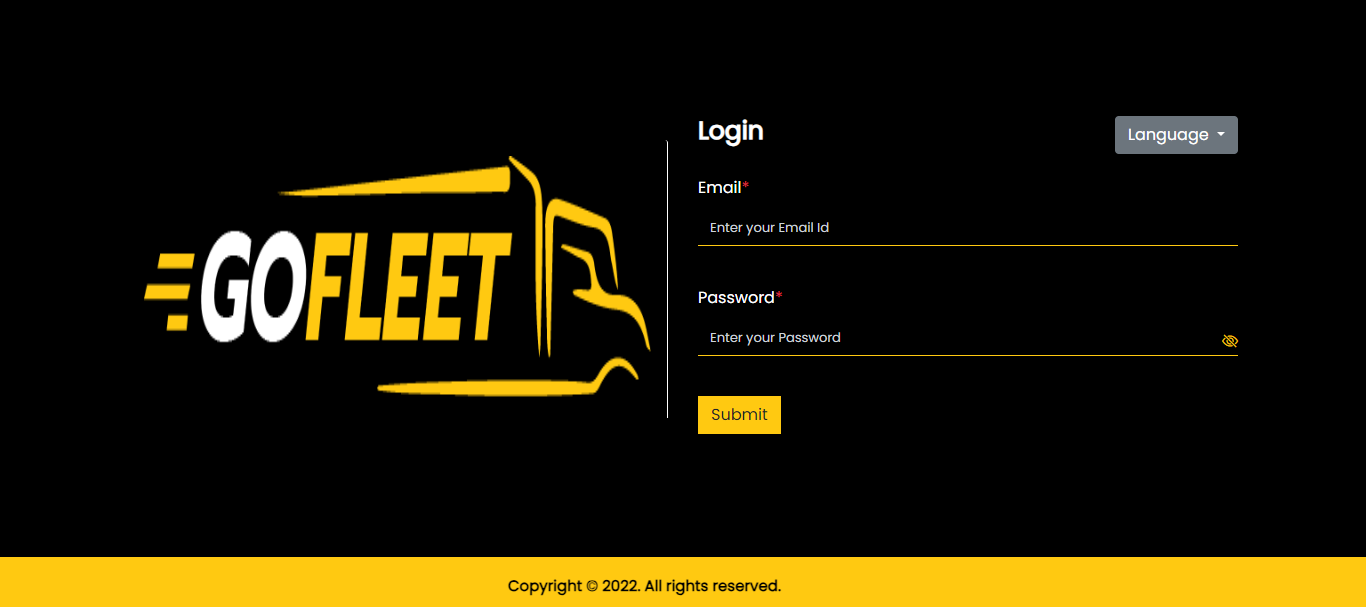 GOFLEET
Login
Language
Email*
Enter your Email Id
Password*
Enter your Password
Submit
Copyright © 2022. All rights reserved.